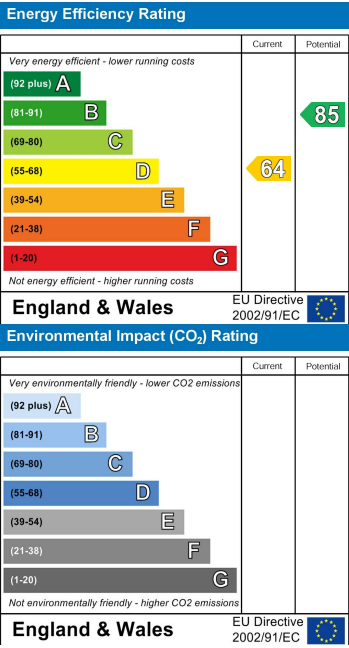 Energy Efficiency Rating
Current Potential
Very energy efficient - lower running costs
(92 plus) A
(81-91) B
85
(69-80) C
(55-68) D
64
(39-54) E
(21-38) F
(1-20) G
Not energy efficient - higher running costs
England & Wales
EU Directive
2002/91/EC
Environmental Impact (CO₂) Rating
Current Potential
Very environmentally friendly - lower CO2 emissions
(92 plus) A
(81-91) B
(69-80) C
(55-68) D
(39-54) E
(21-38) F
(1-20) G
Not environmentally friendly - higher CO2 emissions
England & Wales
EU Directive
2002/91/EC